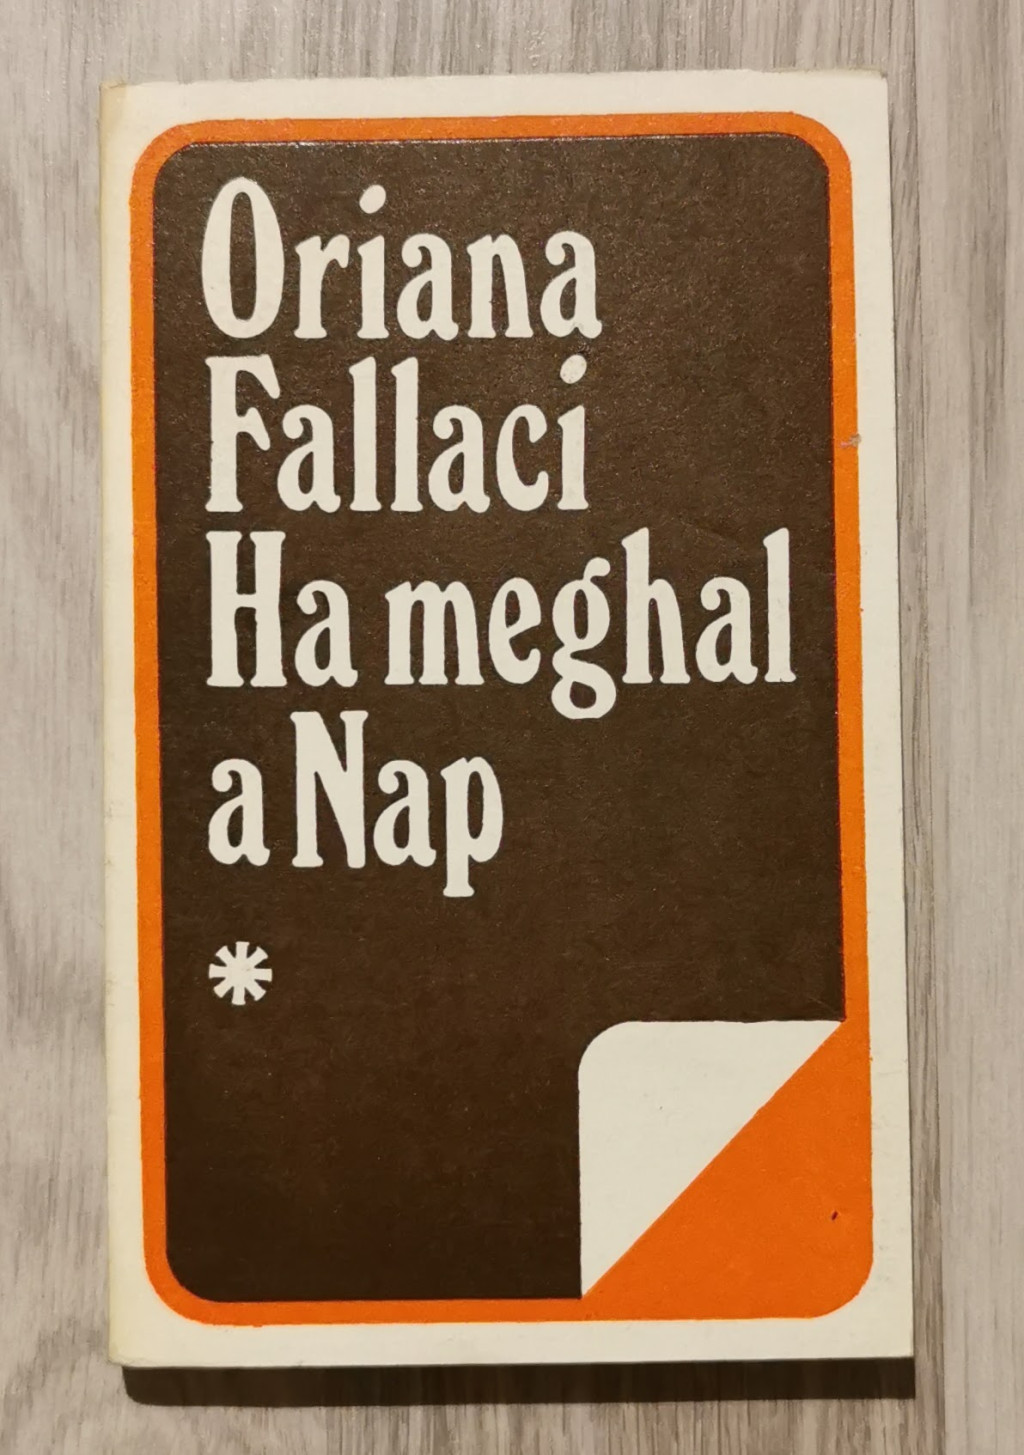 Oriana
Fallaci
Ha meghal
a Nap
*